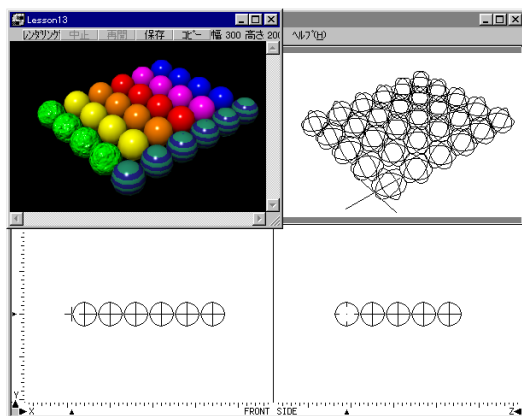 Lesson13
ﾚﾝﾀﾞﾘﾝｸﾞ 中止 再開 保存 ｺﾋﾟｰ 幅 300 高さ 200 ﾍﾙﾌﾟ(H)
Y
X FRONT SIDE Z